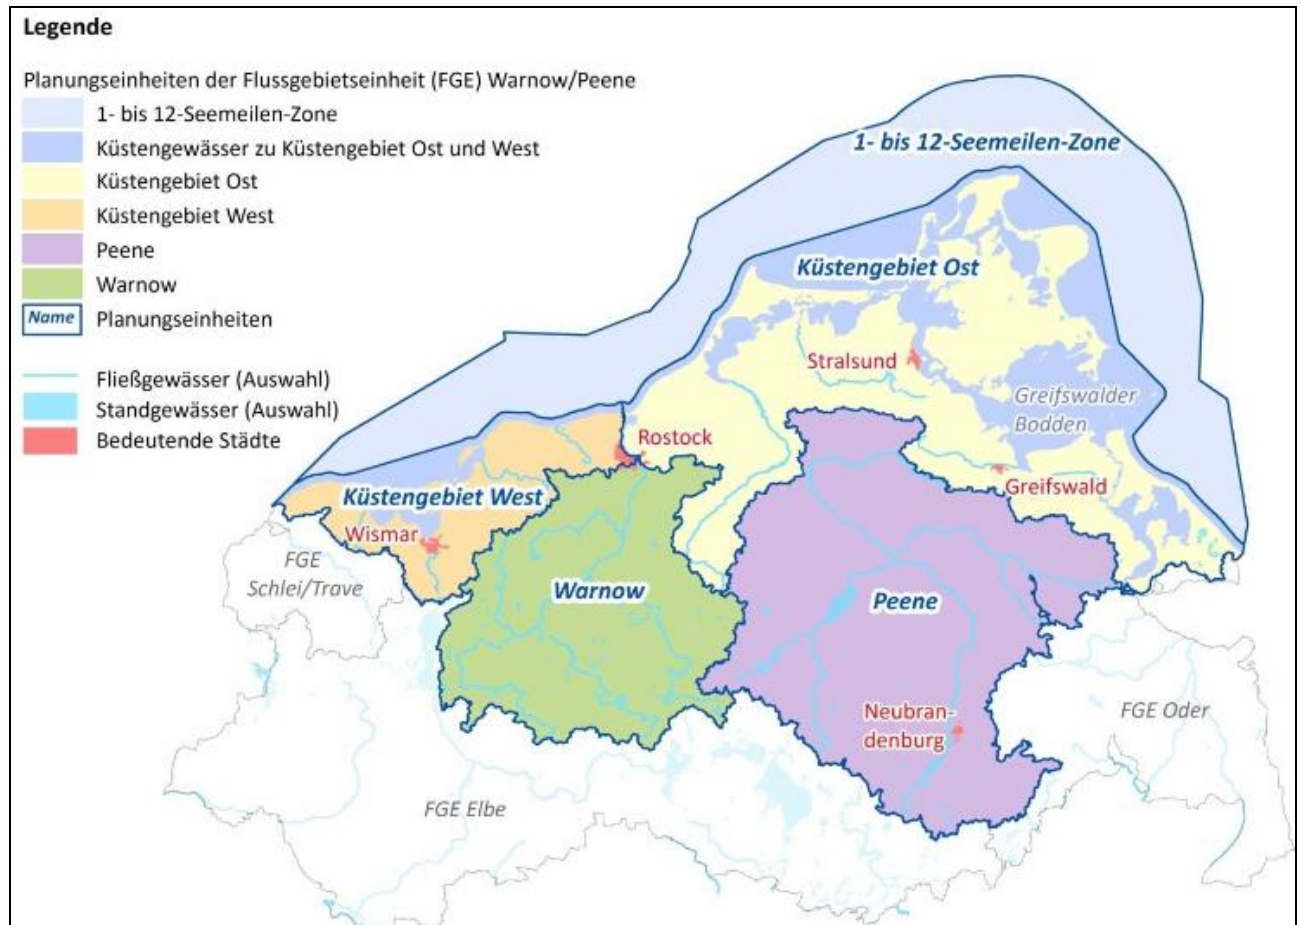 Legende
Planungseinheiten der Flussgebietseinheit (FGE) Warnow/Peene
1- bis 12-Seemeilen-Zone
Küstengewässer zu Küstengebiet Ost und West
Küstengebiet Ost
Küstengebiet West
Peene
Warnow
Name Planungseinheiten
Fließgewässer (Auswahl)
Standgewässer (Auswahl)
Bedeutende Städte
1- bis 12-Seemeilen-Zone
Küstengebiet Ost
Stralsund
Greifswalder
Bodden
Rostock
Greifswald
Küstengebiet West
Wismar
FGE
Schlei/Trave
Warnow
Peene
Neubran-
denburg
FGE Oder
FGE Elbe